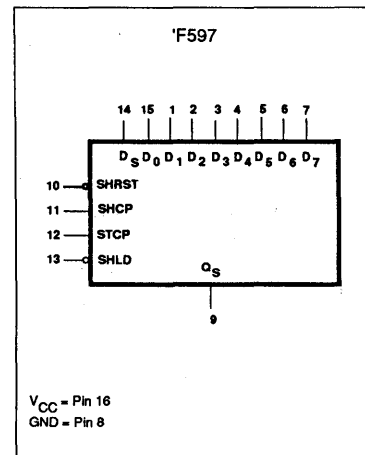 'F597
14 15 1 2 3 4 5 6 7
DS D0 D1 D2 D3 D4 D5 D6 D7
10 SHRST
11 SHCP
12 STCP
13 SHLD
QS
9
VCC = Pin 16
GND = Pin 8